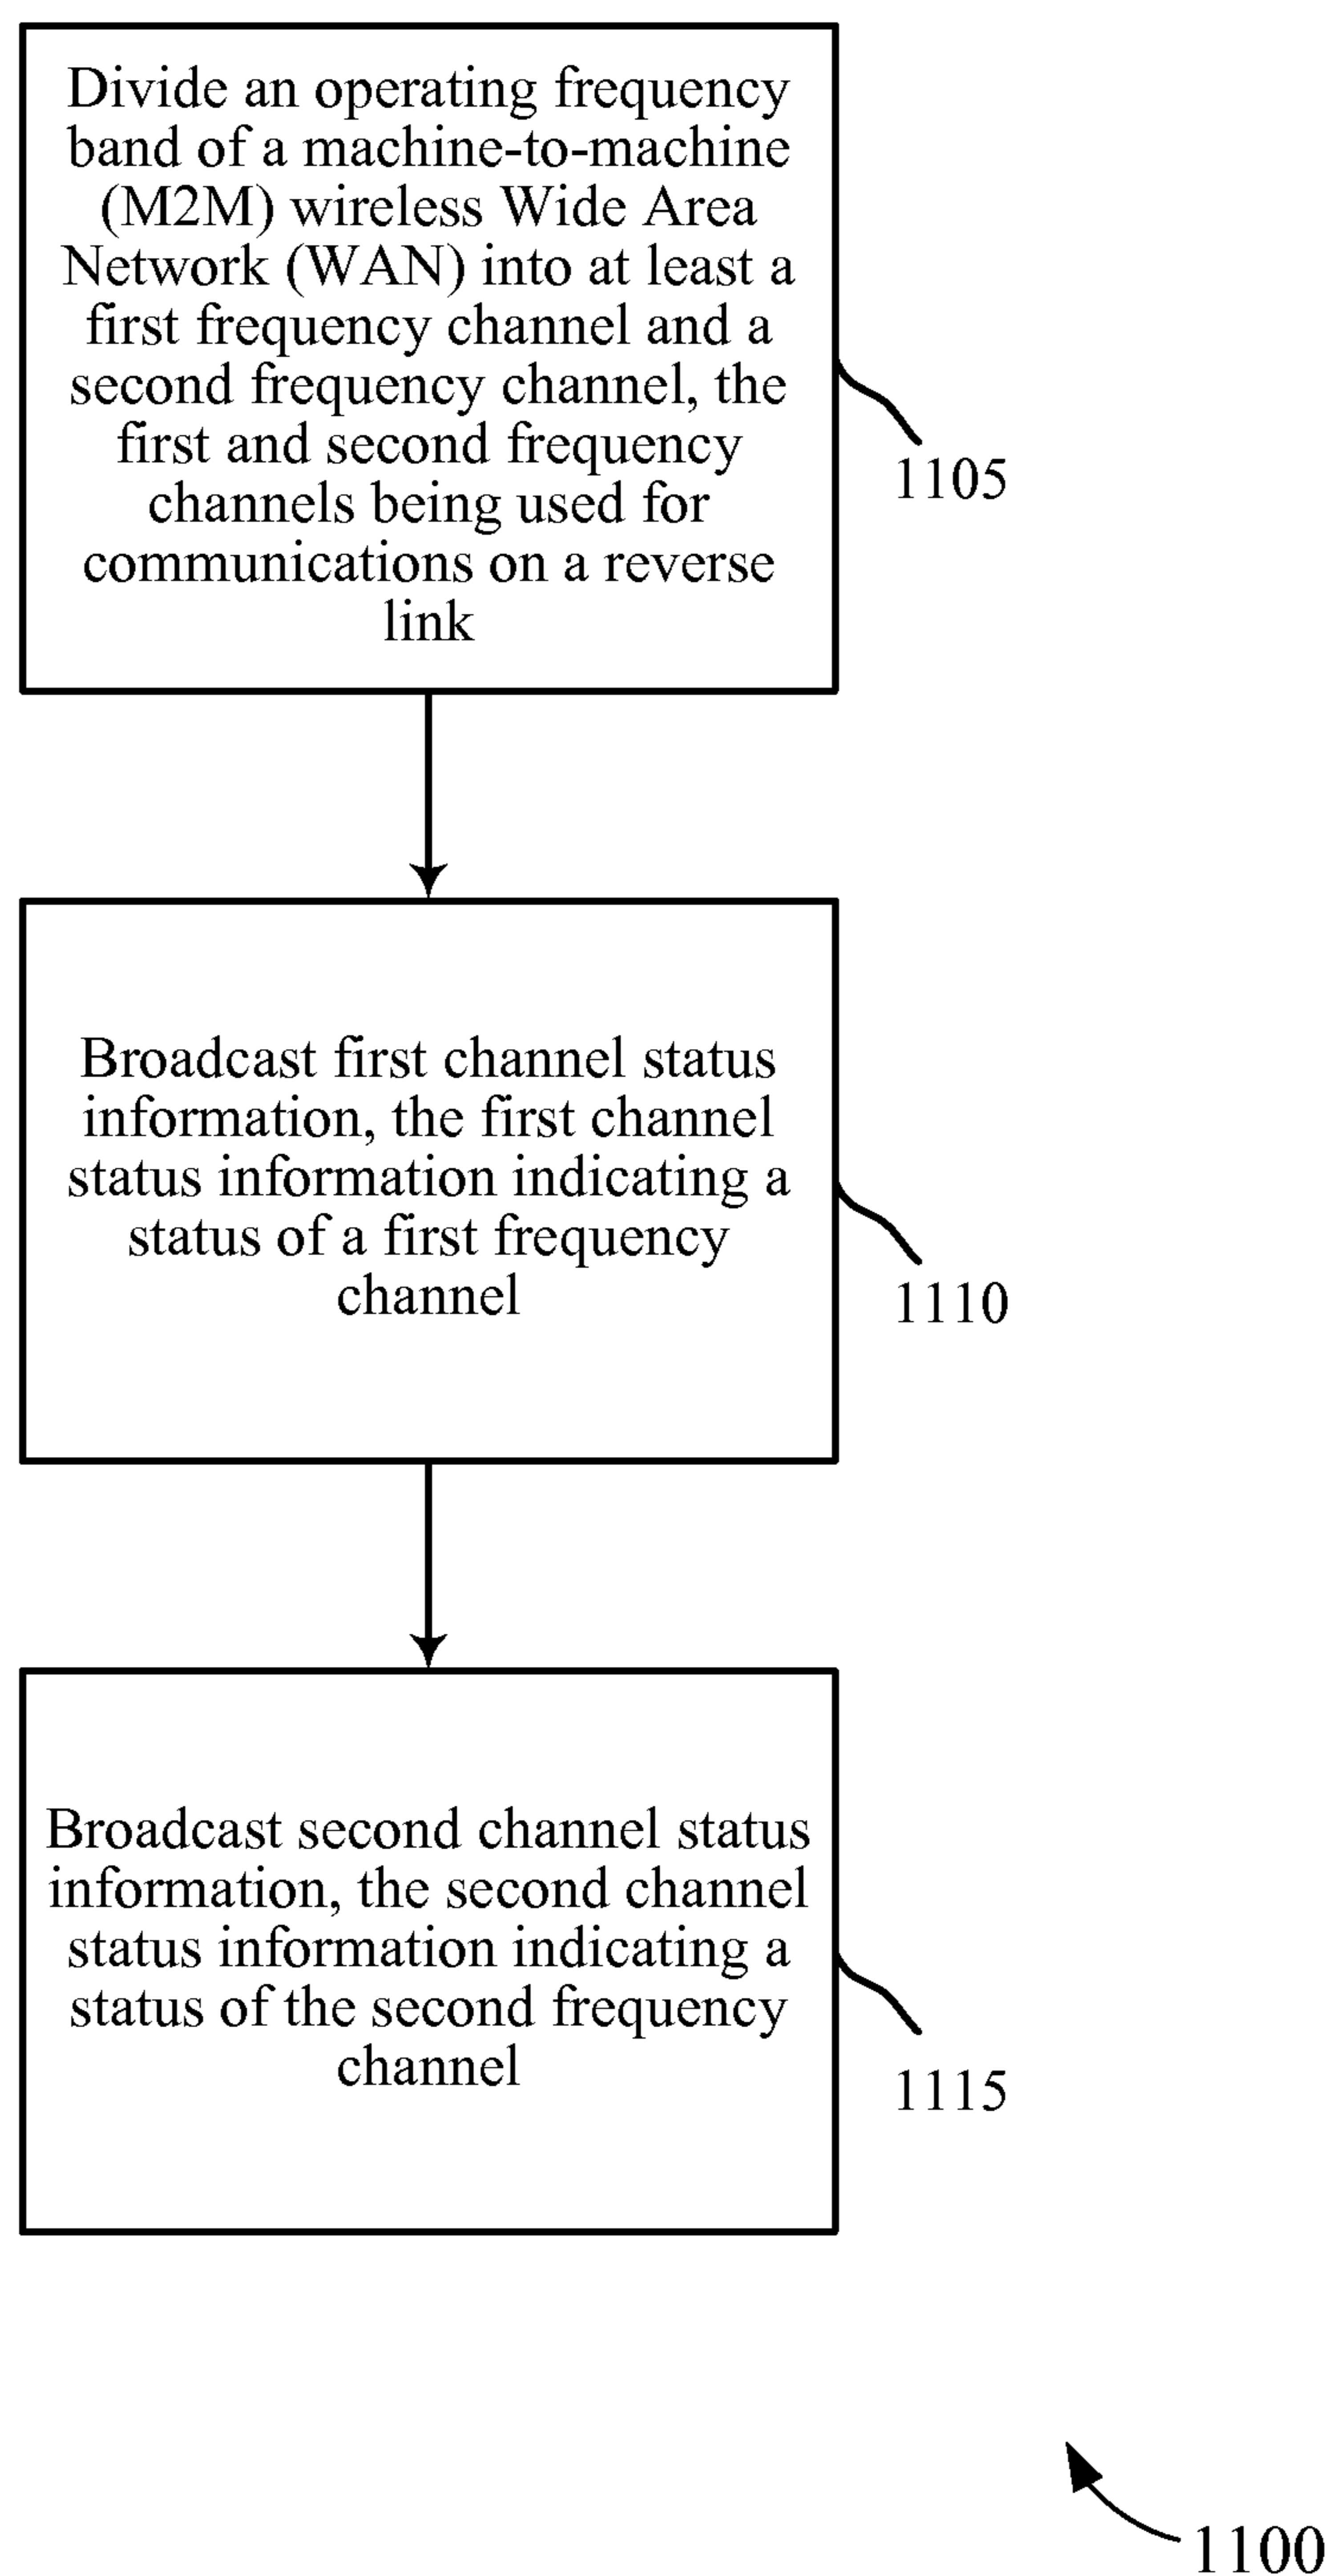 Divide an operating frequency
band of a machine-to-machine
(M2M) wireless Wide Area
Network (WAN) into at least a
first frequency channel and a
second frequency channel, the
first and second frequency
channels being used for
communications on a reverse
link
1105
Broadcast first channel status
information, the first channel
status information indicating a
status of a first frequency
channel
1110
Broadcast second channel status
information, the second channel
status information indicating a
status of the second frequency
channel
1115
1100